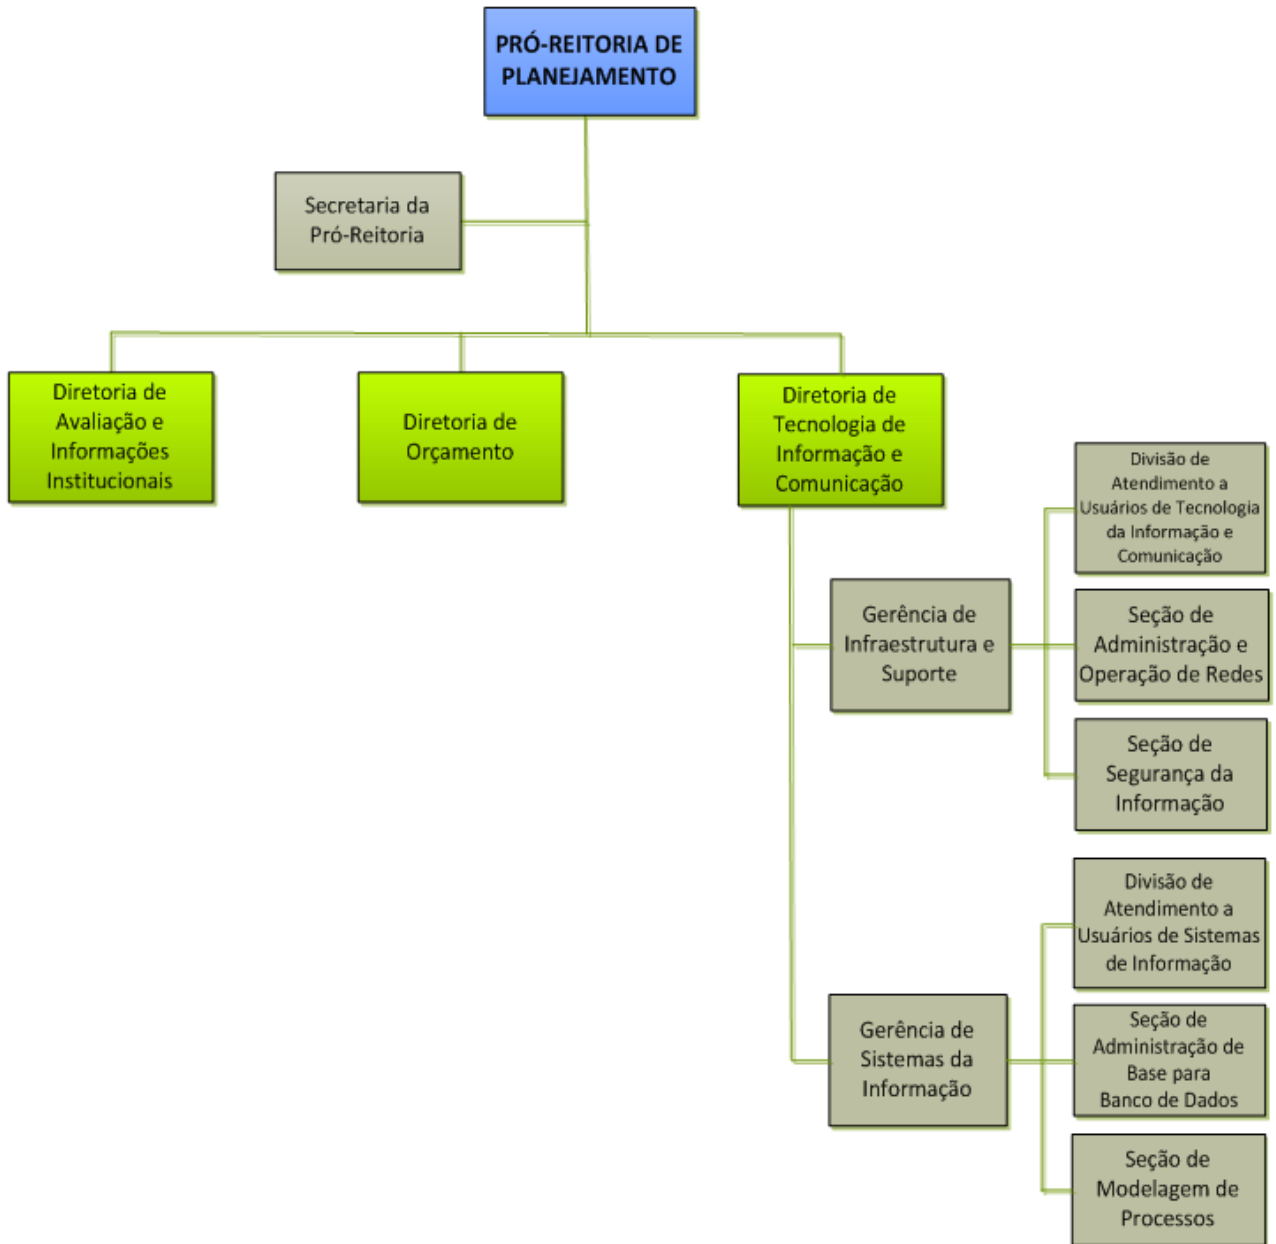 PRÓ-REITORIA DE
PLANEJAMENTO
Secretaria da
Pró-Reitoria
Diretoria de
Avaliação e
Informações
Institucionais
Diretoria de
Orçamento
Diretoria de
Tecnologia de
Informação e
Comunicação
Gerência de
Infraestrutura e
Suporte
Divisão de
Atendimento a
Usuários de Tecnologia
da Informação e
Comunicação
Seção de
Administração e
Operação de Redes
Seção de
Segurança da
Informação
Gerência de
Sistemas da
Informação
Divisão de
Atendimento a
Usuários de Sistemas
de Informação
Seção de
Administração de
Base para
Banco de Dados
Seção de
Modelagem de
Processos